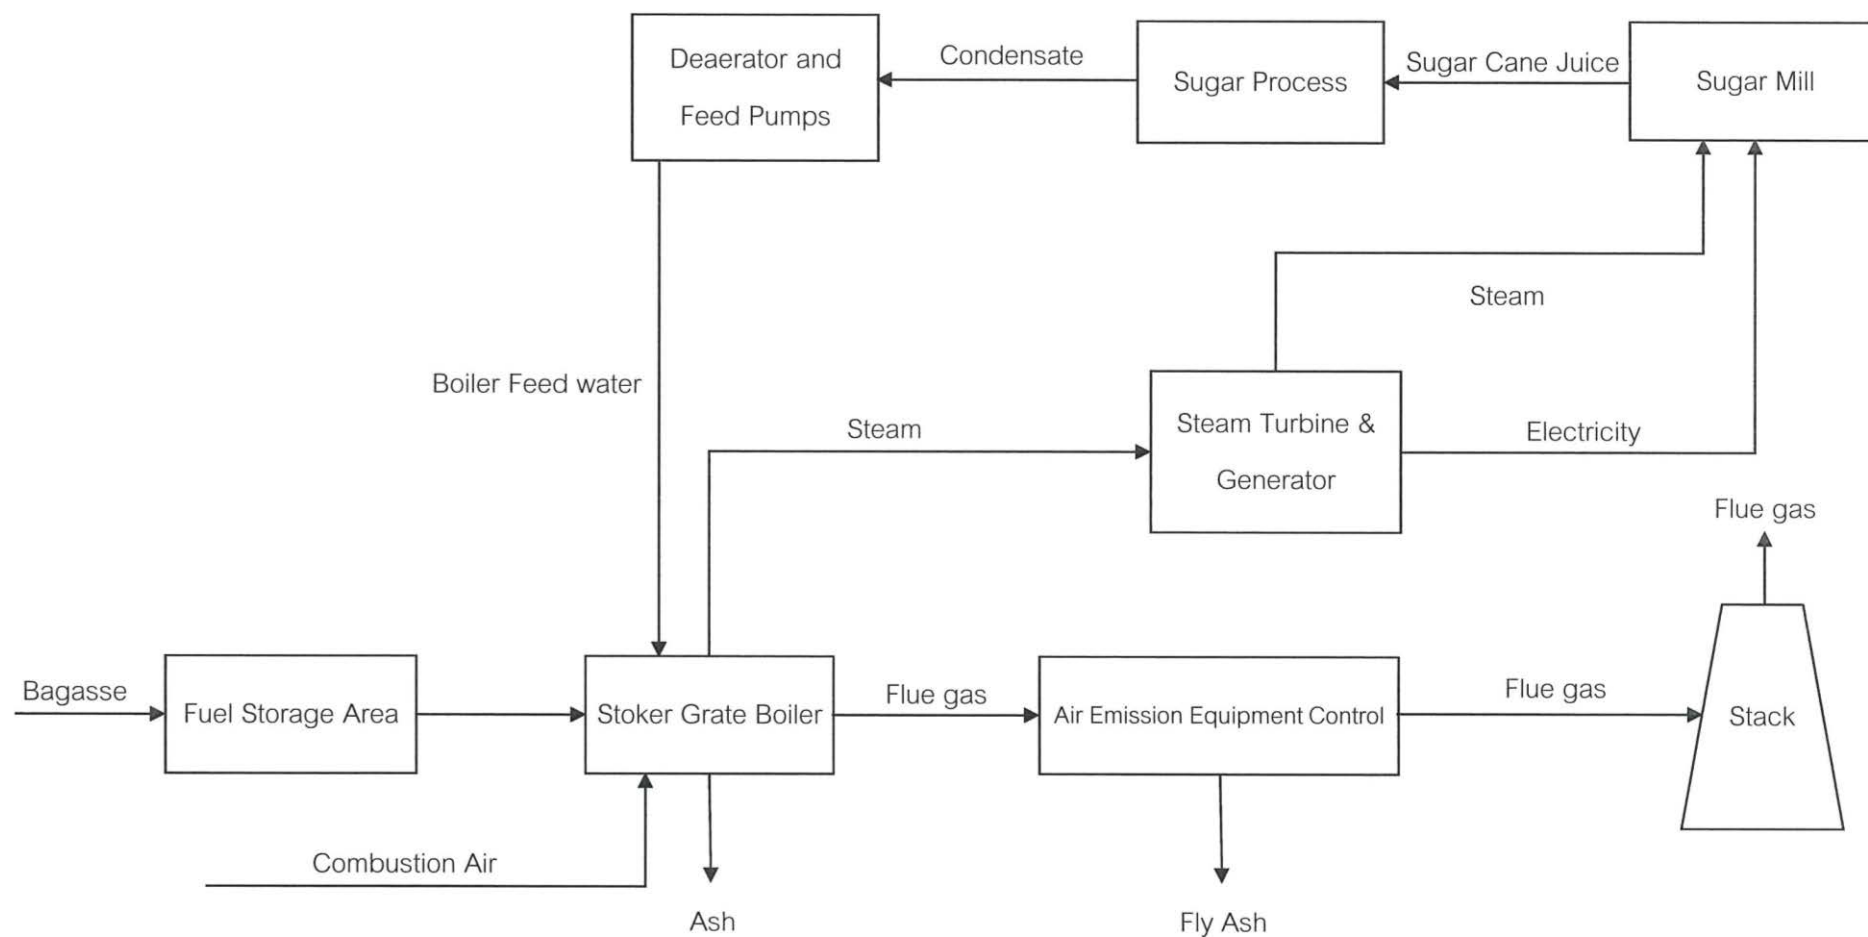 Deaerator and
Feed Pumps
Condensate
Sugar Process
Sugar Cane Juice
Sugar Mill
Steam
Boiler Feed water
Steam
Steam Turbine &
Generator
Electricity
Flue gas
Bagasse
Fuel Storage Area
Stoker Grate Boiler
Flue gas
Air Emission Equipment Control
Flue gas
Stack
Combustion Air
Ash
Fly Ash